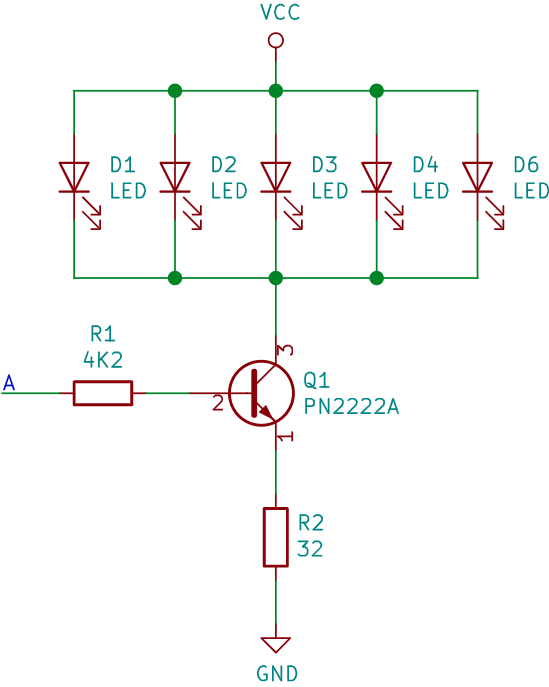 VCC
D1
LED
D2
LED
D3
LED
D4
LED
D6
LED
R1
4K2
A
3
2
Q1
PN2222A
1
R2
32
GND